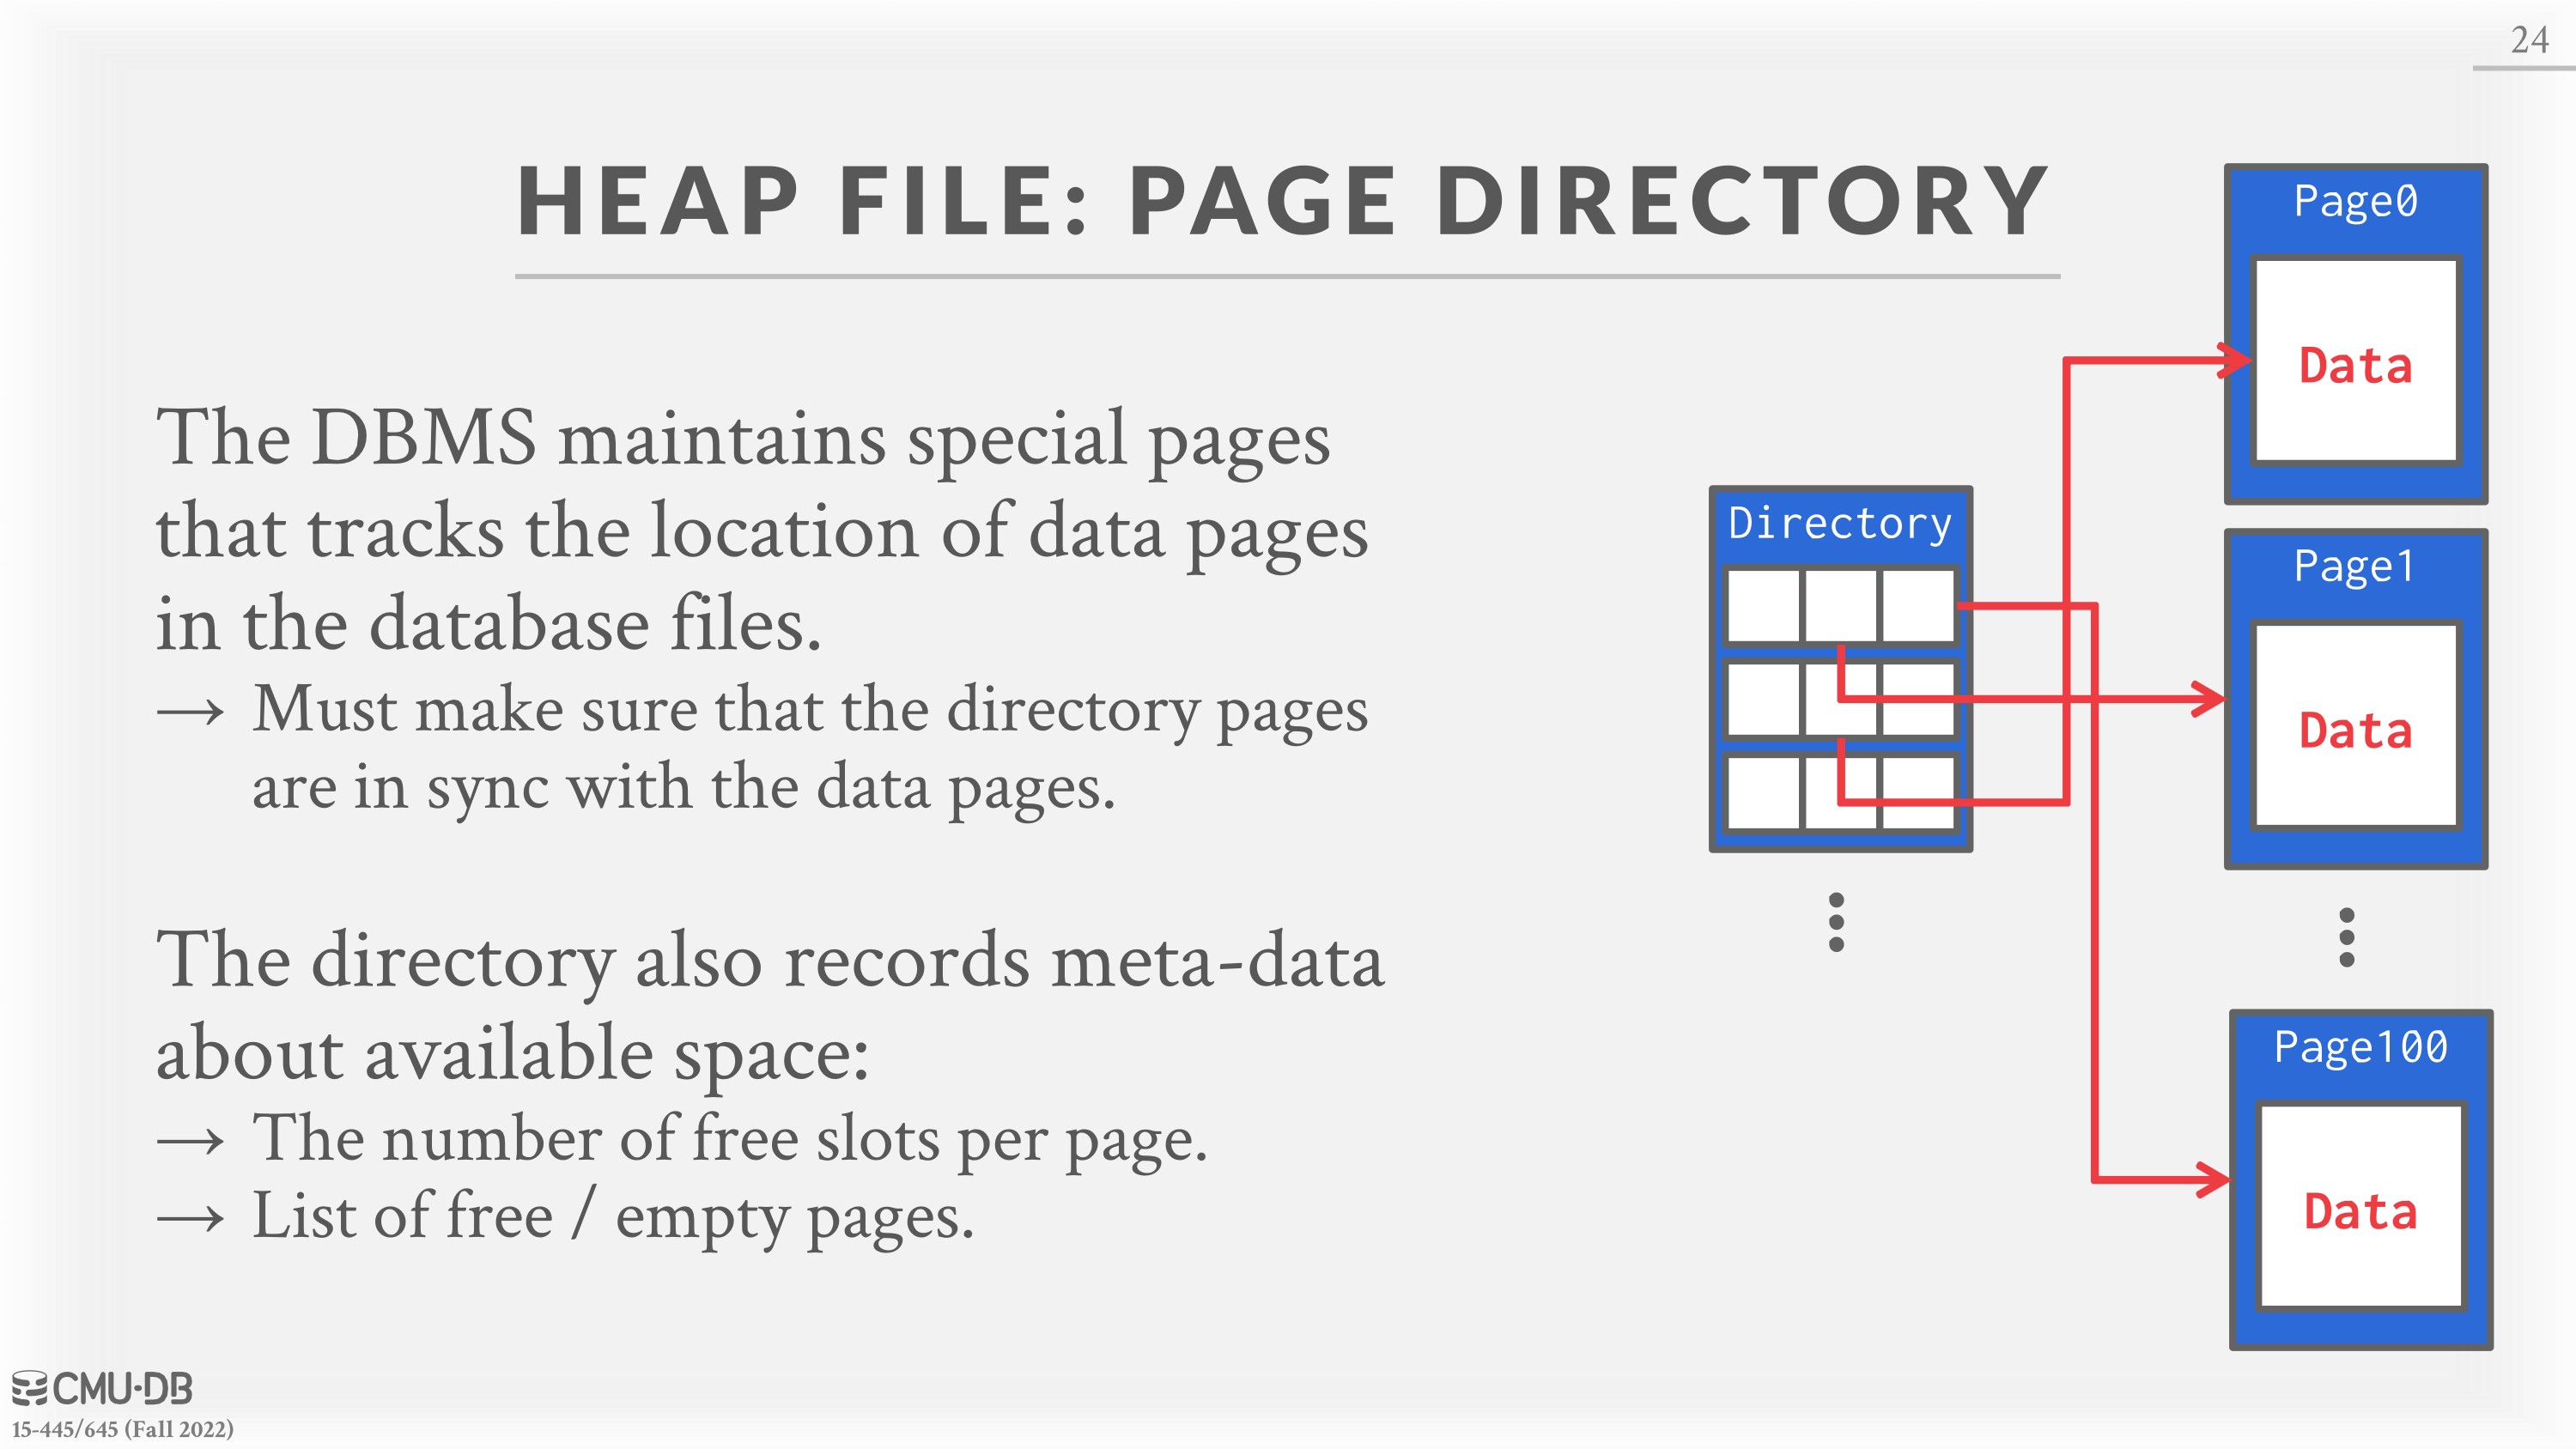 24
HEAP FILE: PAGE DIRECTORY
The DBMS maintains special pages
that tracks the location of data pages
in the database files.
→ Must make sure that the directory pages
are in sync with the data pages.
The directory also records meta-data
about available space:
→ The number of free slots per page.
→ List of free / empty pages.
Directory
Page0
Data
Page1
Data
Page100
Data
CMU·DB
15-445/645 (Fall 2022)